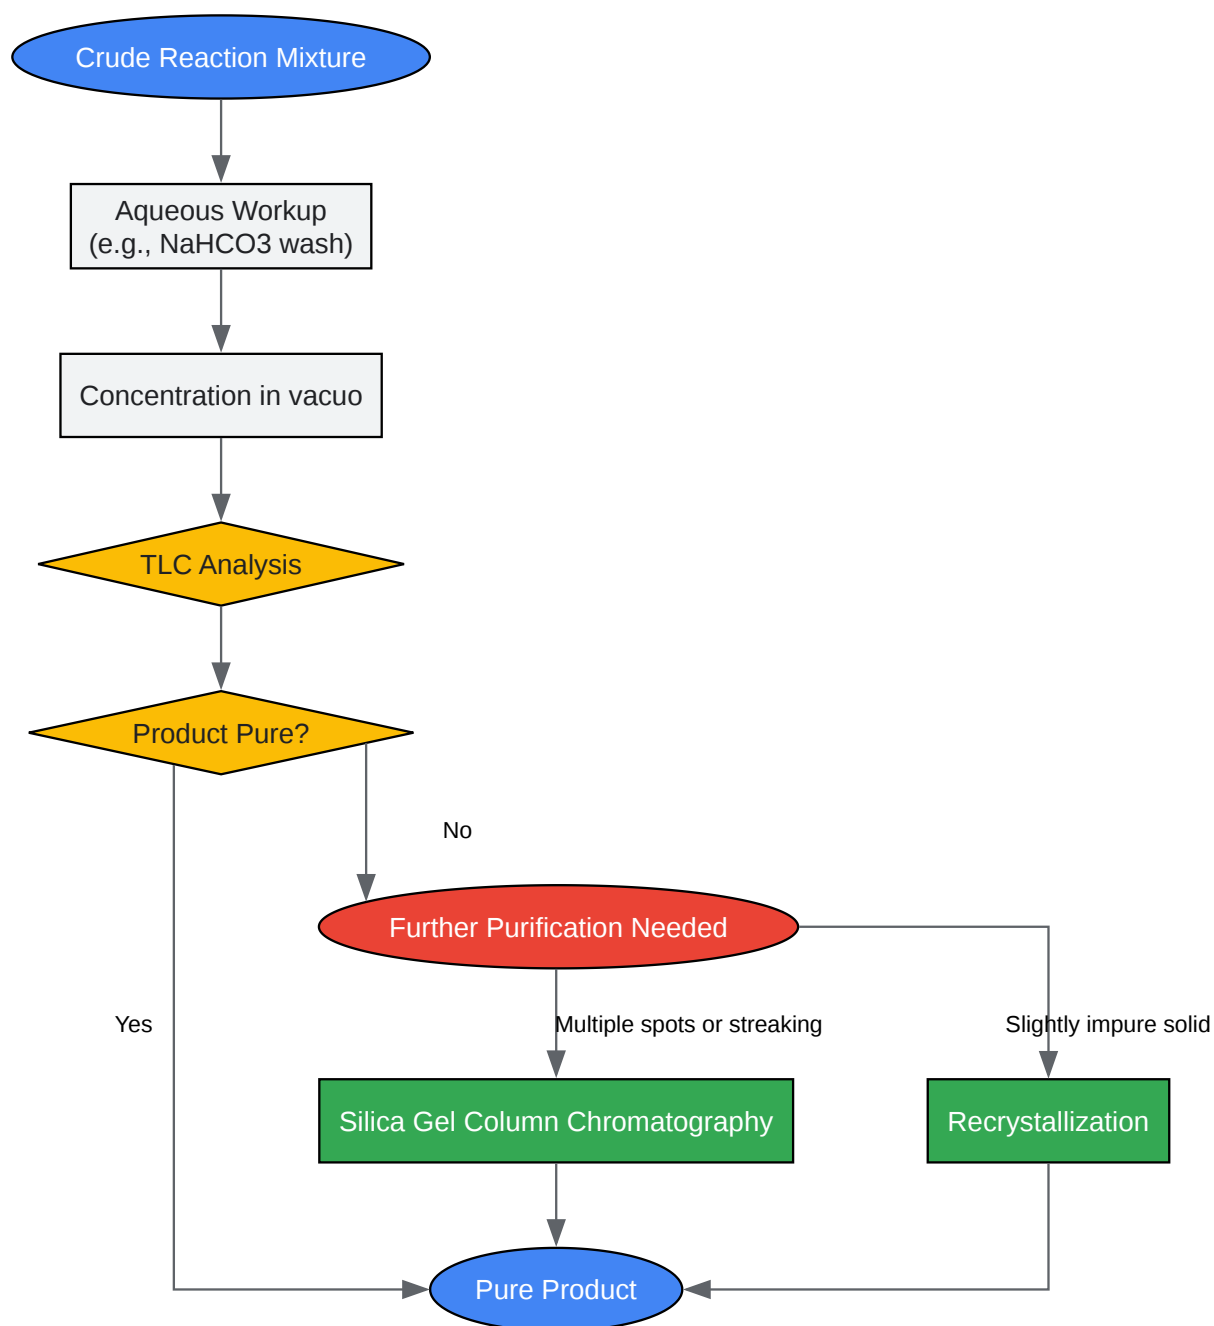 Crude Reaction Mixture
Aqueous Workup
(e.g., NaHCO3 wash)
Concentration in vacuo
TLC Analysis
Product Pure?
No
Further Purification Needed
Yes
Multiple spots or streaking
Slightly impure solid
Silica Gel Column Chromatography
Recrystallization
Pure Product